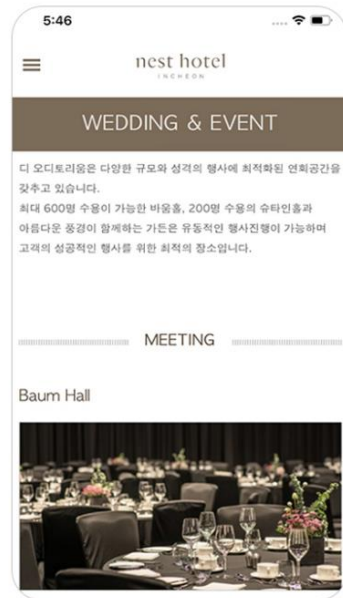 5:46
nest hotel
INCHEON
WEDDING & EVENT
디 오디토리움은 다양한 규모와 성격의 행사에 최적화된 연회공간을
갖추고 있습니다.
최대 600명 수용이 가능한 바움홀, 200명 수용의 슈타인홀과
아름다운 풍경이 함께하는 가든은 유동적인 행사진행이 가능하며
고객의 성공적인 행사를 위한 최적의 장소입니다.
MEETING
Baum Hall